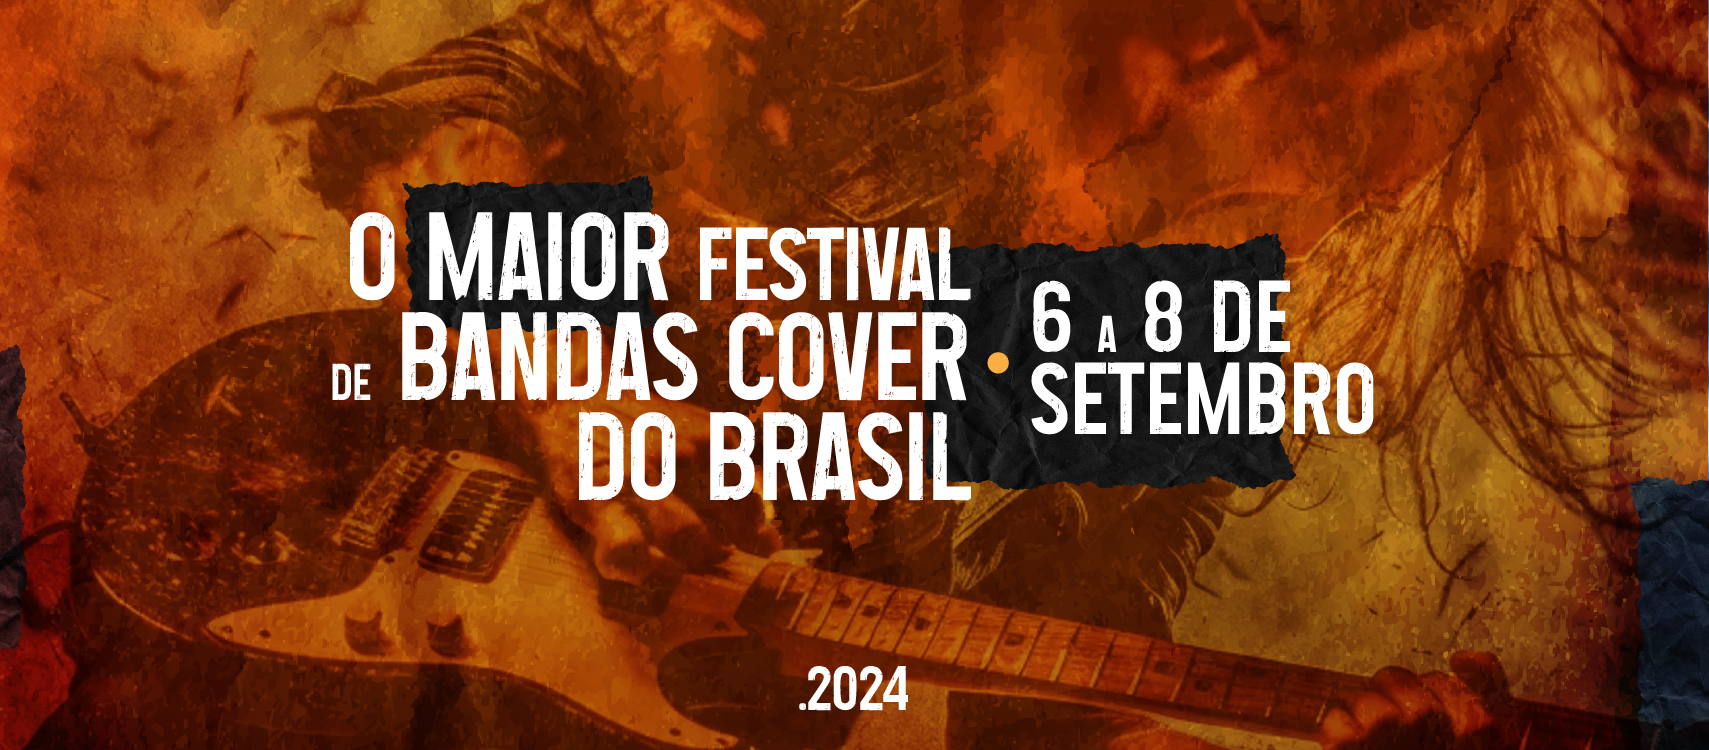 O MAIOR FESTIVAL
DE BANDAS COVER
DO BRASIL
6 A 8 DE
SETEMBRO
.2024